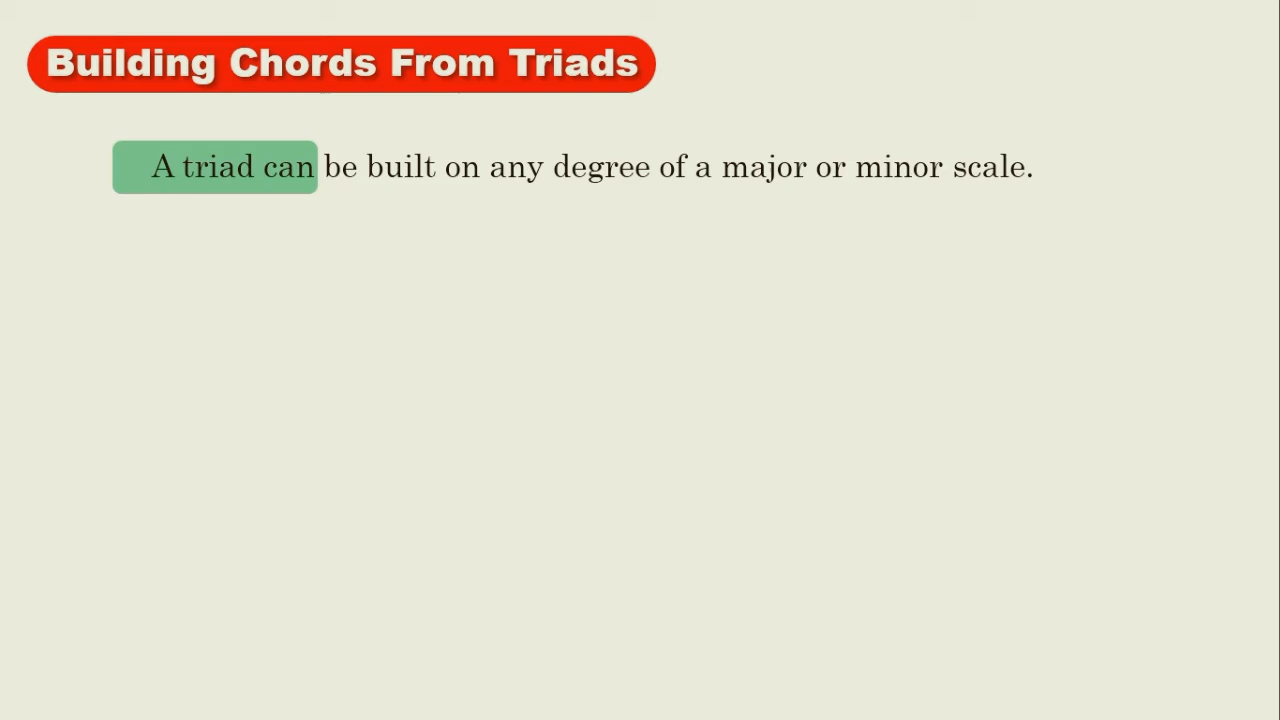 Building Chords From Triads
A triad can be built on any degree of a major or minor scale.